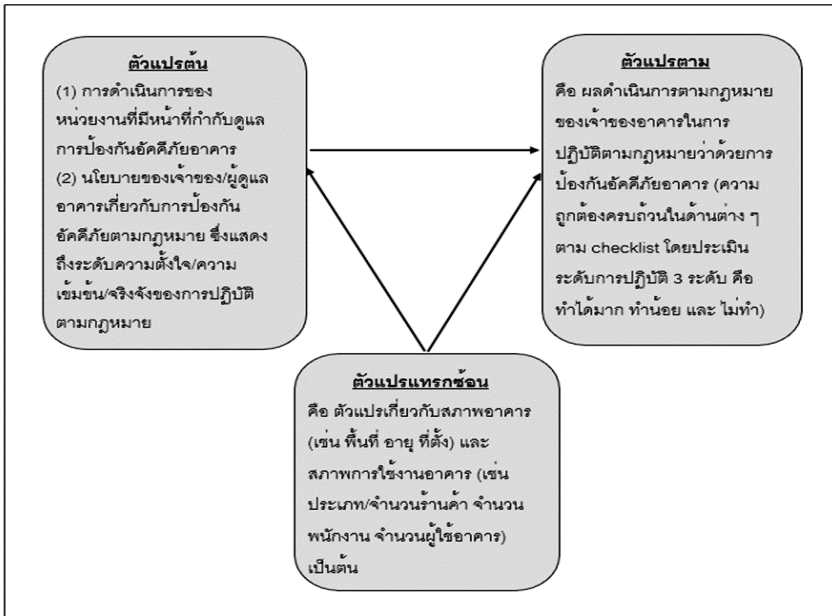 ตัวแปรต้น
(1) การดำเนินการของ
หน่วยงานที่มีหน้าที่กำกับดูแล
การป้องกันอัคคีภัยอาคาร
(2) นโยบายของเจ้าของ/ผู้ดูแล
อาคารเกี่ยวกับการป้องกัน
อัคคีภัยตามกฎหมาย ซึ่งแสดง
ถึงระดับความตั้งใจ/ความ
เข้มข้น/จริงจังของการปฏิบัติ
ตามกฎหมาย
ตัวแปรตาม
คือ ผลดำเนินการตามกฎหมาย
ของเจ้าของอาคารในการ
ปฏิบัติตามกฎหมายว่าด้วยการ
ป้องกันอัคคีภัยอาคาร (ความ
ถูกต้องครบถ้วนในด้านต่าง ๆ
ตาม checklist โดยประเมิน
ระดับการปฏิบัติ 3 ระดับ คือ
ทำได้มาก ทำน้อย และ ไม่ทำ)
ตัวแปรแทรกซ้อน
คือ ตัวแปรเกี่ยวกับสภาพอาคาร
(เช่น พื้นที่ อายุ ที่ตั้ง) และ
สภาพการใช้งานอาคาร (เช่น
ประเภท/จำนวนร้านค้า จำนวน
พนักงาน จำนวนผู้ใช้อาคาร)
เป็นต้น